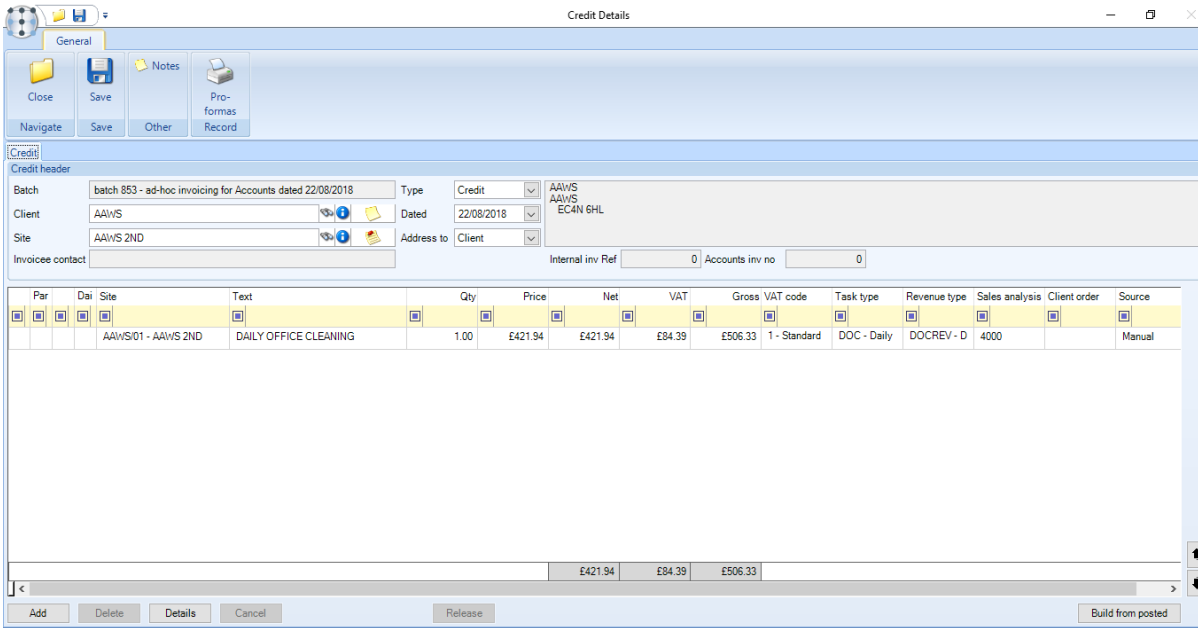 Credit Details
General
Close
Save
Notes
Pro-
formas
Navigate Save Other Record
Credit
Credit header
Batch batch 853 - ad-hoc invoicing for Accounts dated 22/08/2018 Type Credit AAWS
AAWS
Client AAWS Dated 22/08/2018 EC4N 6HL
Site AAWS 2ND Address to Client
Invoicee contact Internal inv Ref 0 Accounts inv no 0
Par Dai Site Text Qty Price Net VAT Gross VAT code Task type Revenue type Sales analysis Client order Source
AAWS/01 - AAWS 2ND DAILY OFFICE CLEANING 1.00 £421.94 £421.94 £84.39 £506.33 1 - Standard DOC - Daily DOCREV - D 4000 Manual
£421.94 £84.39 £506.33
Add Delete Details Cancel Release Build from posted